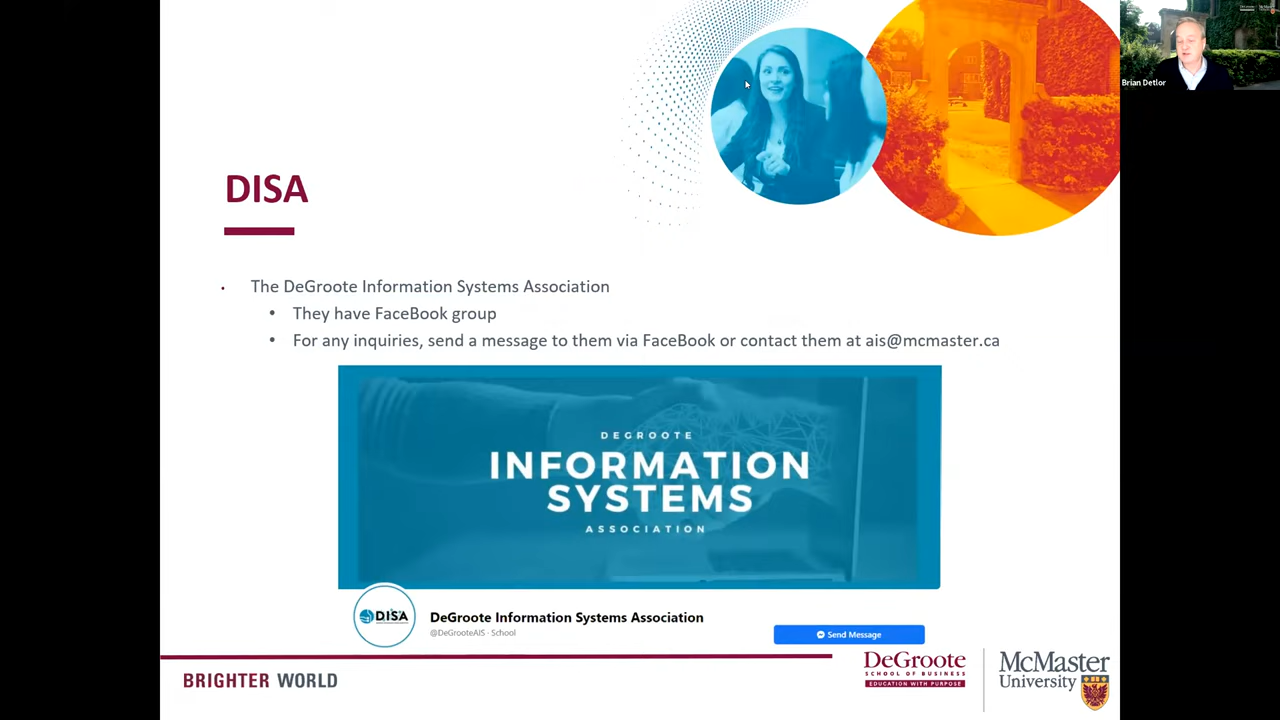 Brian Detlor
DISA
• The DeGroote Information Systems Association
• They have FaceBook group
• For any inquiries, send a message to them via FaceBook or contact them at ais@mcmaster.ca
DEGROOTE
INFORMATION
SYSTEMS
ASSOCIATION
DISA
DeGroote Information Systems Association
@DeGrooteAIS · School
Send Message
BRIGHTER WORLD
DeGroote
SCHOOL OF BUSINESS
EDUCATION WITH PURPOSE
McMaster
University